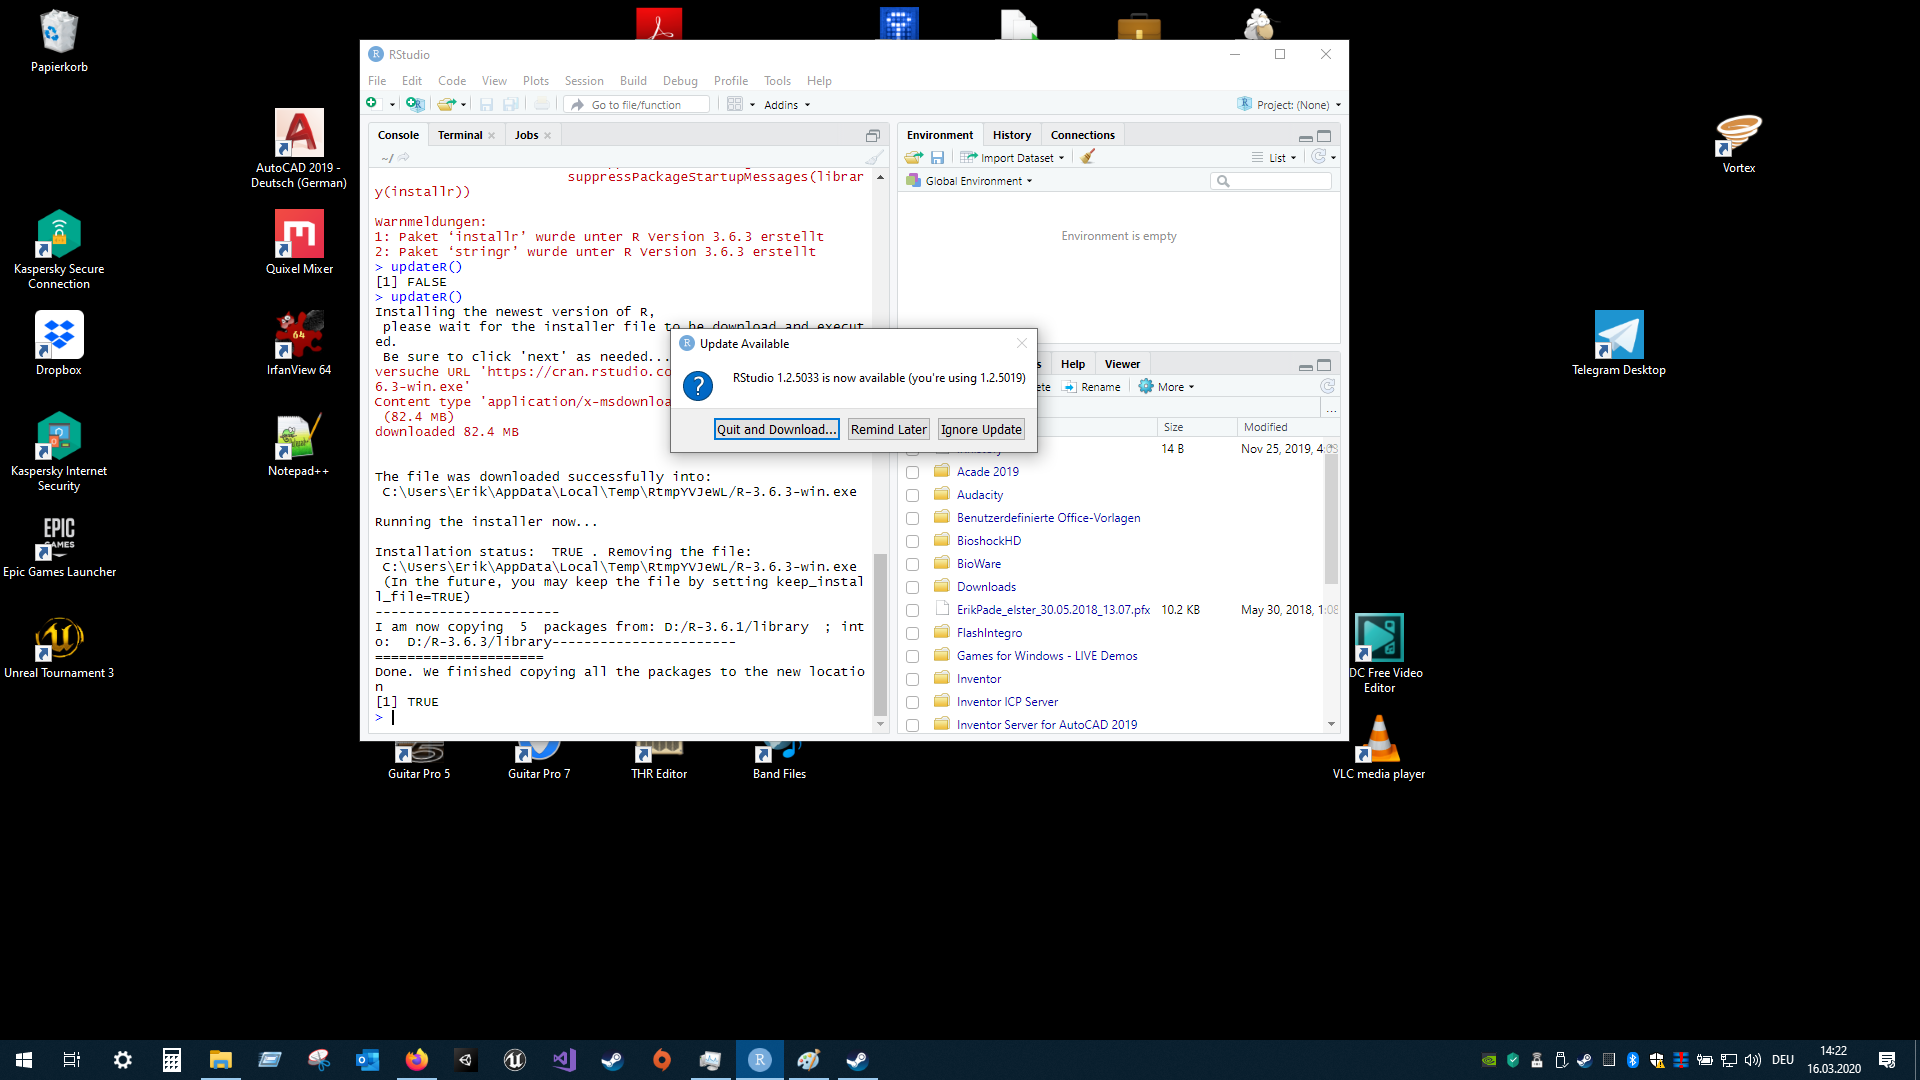 Papierkorb
AutoCAD 2019 -
Deutsch (German)
Kaspersky Secure
Connection
Quixel Mixer
Dropbox
IrfanView 64
Kaspersky Internet
Security
Notepad++
EPIC
GAMES
Epic Games Launcher
Unreal Tournament 3
Vortex
Telegram Desktop
DC Free Video
Editor
VLC media player
Guitar Pro 5
Guitar Pro 7
THR Editor
Band Files
RStudio
File Edit Code View Plots Session Build Debug Profile Tools Help
Go to file/function
Addins
Project: (None)
Console Terminal Jobs
~/
suppressPackageStartupMessages(librar
y(installr))
Warnmeldungen:
1: Paket ‘installr’ wurde unter R Version 3.6.3 erstellt
2: Paket ‘stringr’ wurde unter R Version 3.6.3 erstellt
> updateR()
[1] FALSE
> updateR()
Installing the newest version of R,
please wait for the installer file to be download and execut
ed.
Be sure to click 'next' as needed...
versuche URL 'https://cran.rstudio.co
6.3-win.exe'
Content type 'application/x-msdownloa
(82.4 MB)
downloaded 82.4 MB
The file was downloaded successfully into:
C:\Users\Erik\AppData\Local\Temp\RtmpYVJeWL/R-3.6.3-win.exe
Running the installer now...
Installation status: TRUE . Removing the file:
C:\Users\Erik\AppData\Local\Temp\RtmpYVJeWL/R-3.6.3-win.exe
(In the future, you may keep the file by setting keep_instal
l_file=TRUE)
-----------------------
I am now copying 5 packages from: D:/R-3.6.1/library ; int
o: D:/R-3.6.3/library-----------------------
=====================
Done. We finished copying all the packages to the new locatio
n
[1] TRUE
>
Environment History Connections
Import Dataset
List
Global Environment
Environment is empty
Update Available
RStudio 1.2.5033 is now available (you're using 1.2.5019)
Quit and Download...
Remind Later
Ignore Update
s Help Viewer
ete Rename More
...
Size Modified
14 B Nov 25, 2019, 4:03
Acade 2019
Audacity
Benutzerdefinierte Office-Vorlagen
BioshockHD
BioWare
Downloads
ErikPade_elster_30.05.2018_13.07.pfx 10.2 KB May 30, 2018, 1:08
FlashIntegro
Games for Windows - LIVE Demos
Inventor
Inventor ICP Server
Inventor Server for AutoCAD 2019
DEU
14:22
16.03.2020